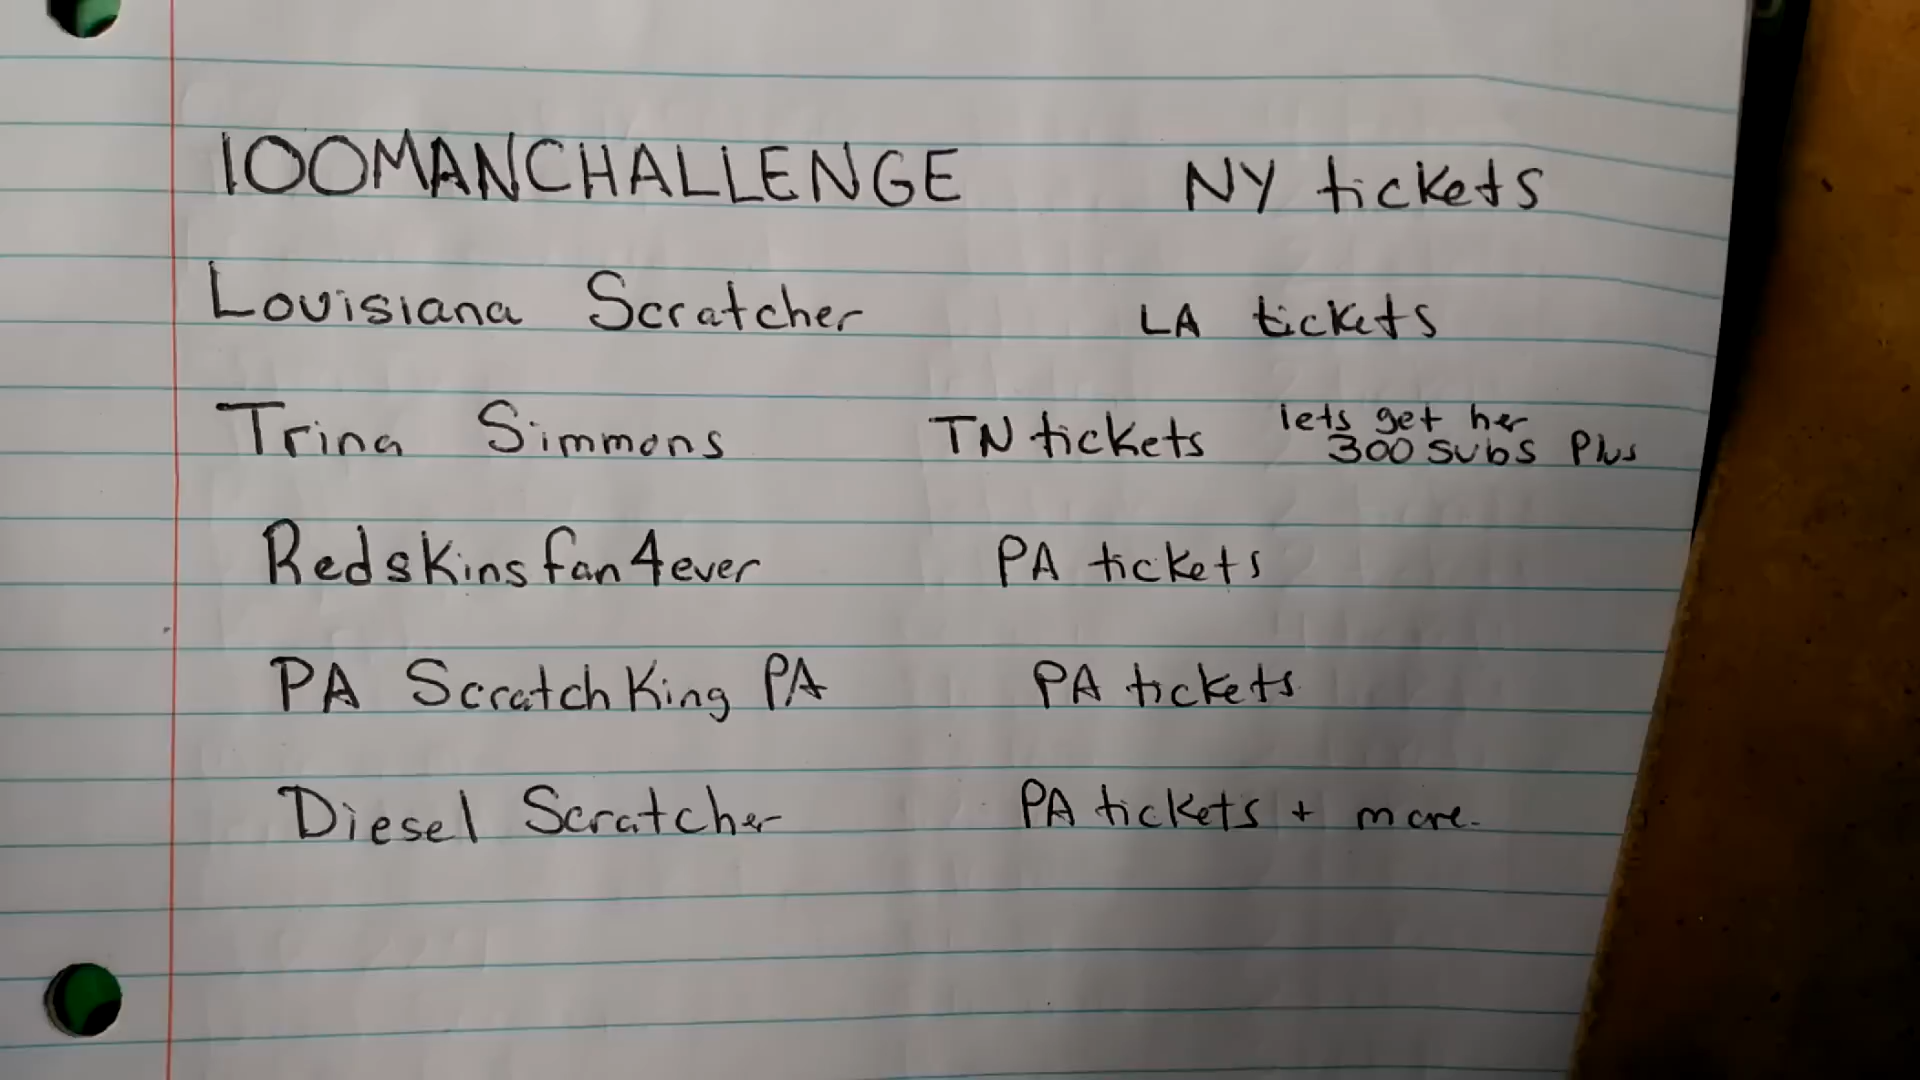 100MANCHALLENGE NY tickets
Louisiana Scratcher LA tickets
Trina Simmons TN tickets lets get her
300 subs Plus
Redskinsfan4ever PA tickets
PA ScratchKing PA PA tickets
Diesel Scratcher PA tickets + more.